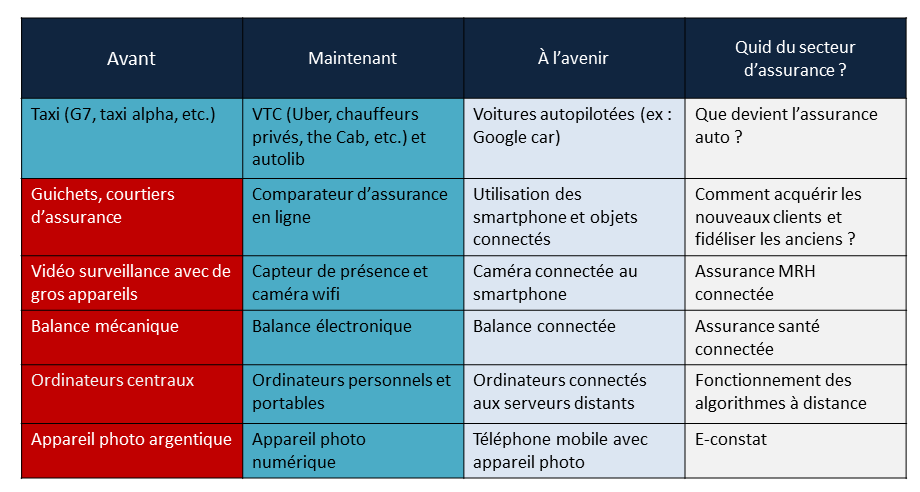 Avant
Maintenant
À l'avenir
Quid du secteur
d'assurance ?
Taxi (G7, taxi alpha, etc.)
VTC (Uber, chauffeurs
privés, the Cab, etc.) et
autolib
Voitures autopilotées (ex :
Google car)
Que devient l'assurance
auto ?
Guichets, courtiers
d'assurance
Comparateur d'assurance
en ligne
Utilisation des
smartphone et objets
connectés
Comment acquérir les
nouveaux clients et
fidéliser les anciens ?
Vidéo surveillance avec de
gros appareils
Capteur de présence et
caméra wifi
Caméra connectée au
smartphone
Assurance MRH
connectée
Balance mécanique
Balance électronique
Balance connectée
Assurance santé
connectée
Ordinateurs centraux
Ordinateurs personnels et
portables
Ordinateurs connectés
aux serveurs distants
Fonctionnement des
algorithmes à distance
Appareil photo argentique
Appareil photo
numérique
Téléphone mobile avec
appareil photo
E-constat